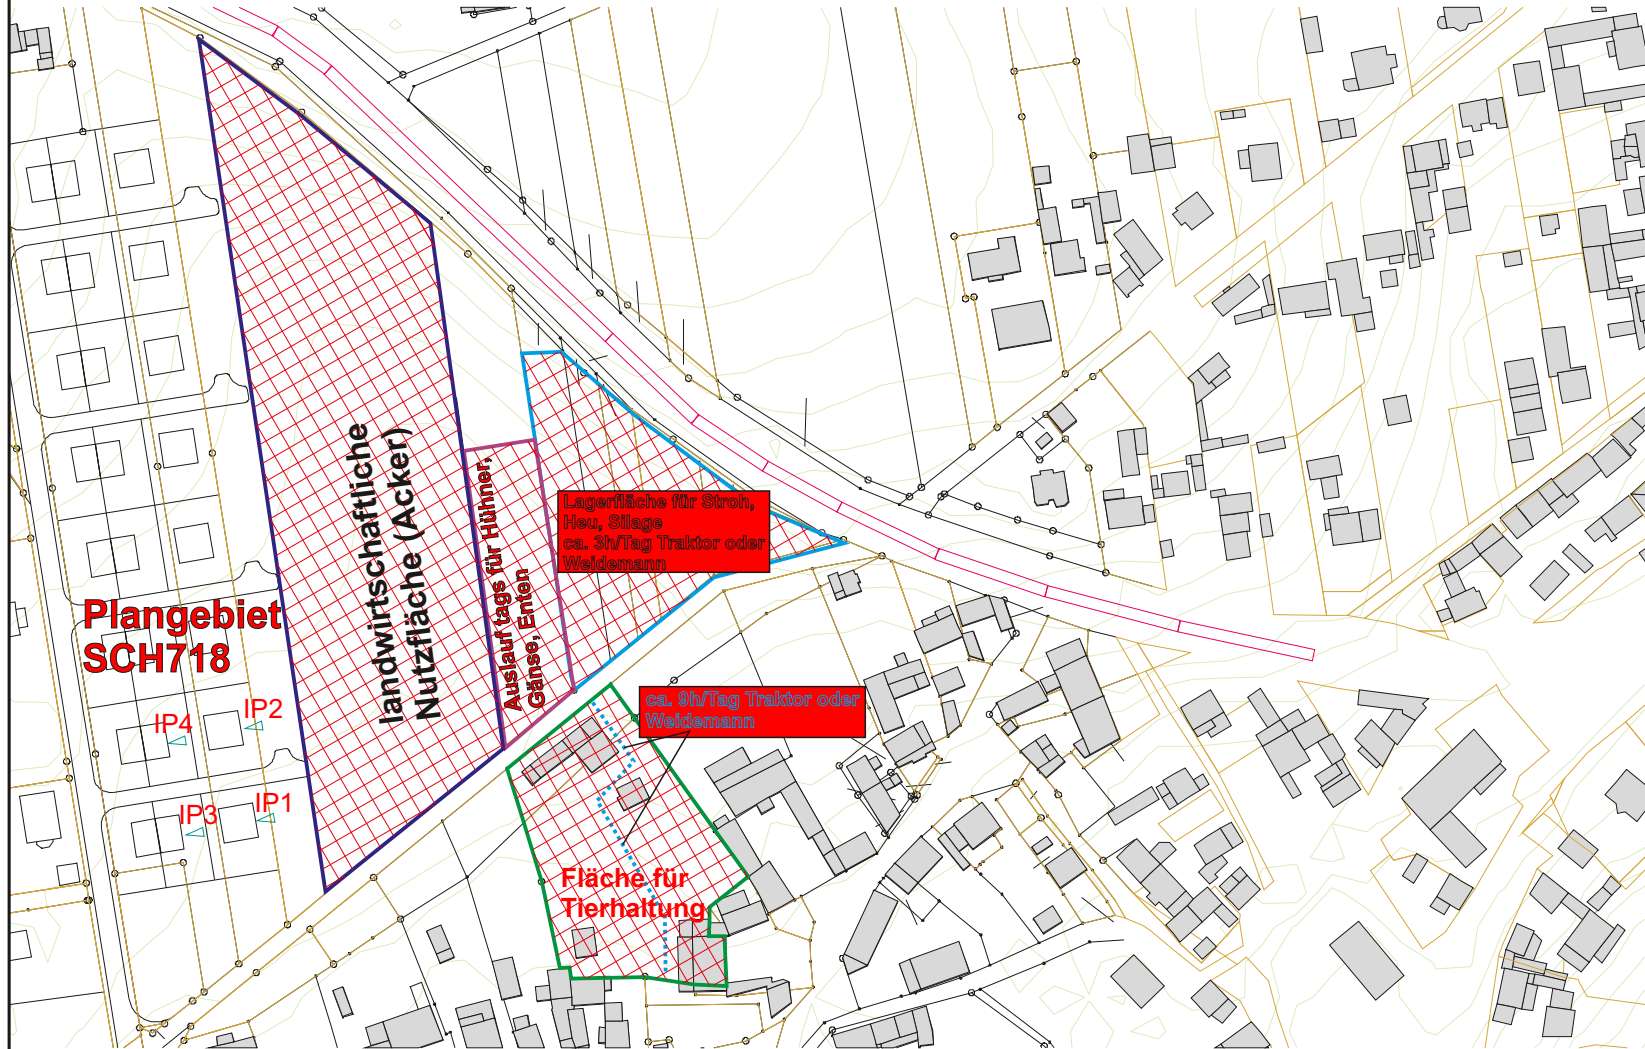 landwirtschaftliche
Nutzfläche (Acker)
Auslauf tags für Hühner,
Gänse, Enten
Lagerfläche für Stroh,
Heu, Silage
ca. 3h/Tag Traktor oder
Weidemann
Plangebiet
SCH718
IP4
IP2
IP3
IP1
ca. 9h/Tag Traktor oder
Weidemann
Fläche für
Tierhaltung